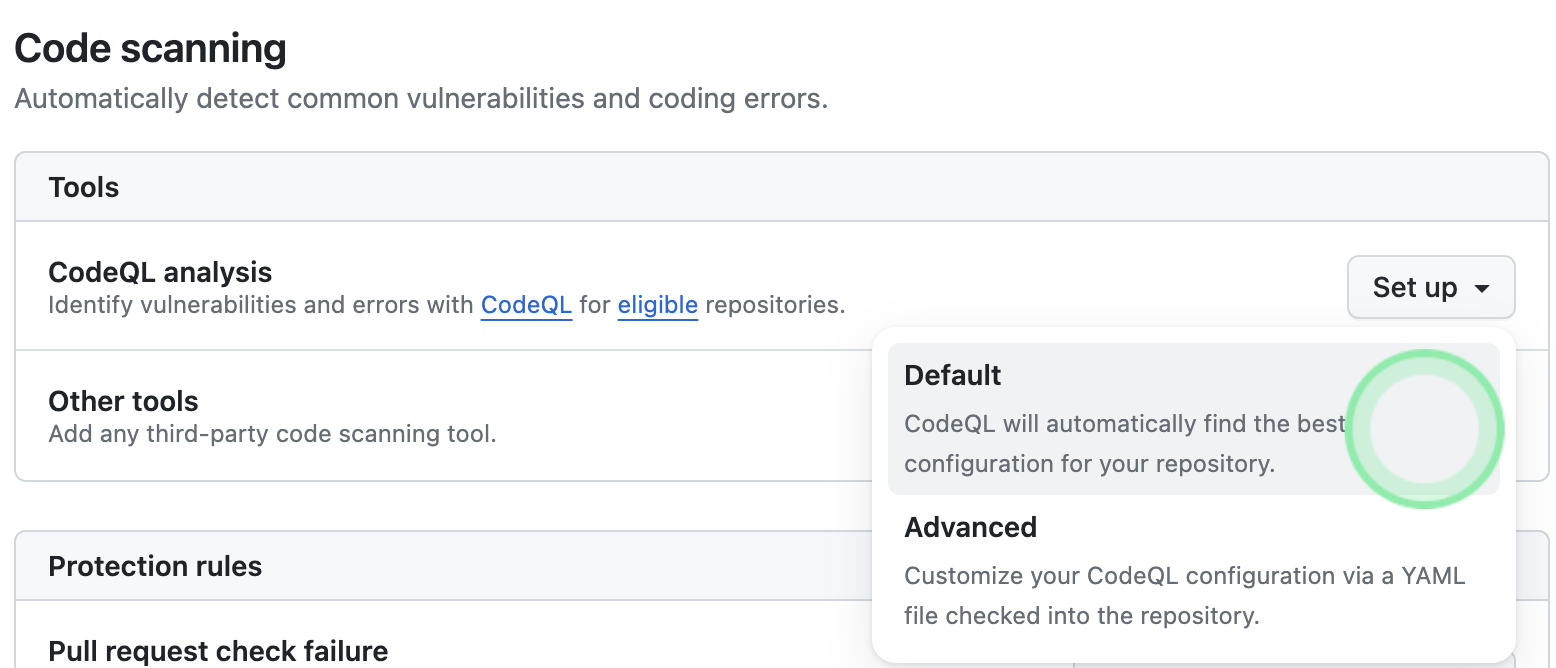 Code scanning
Automatically detect common vulnerabilities and coding errors.
Tools
CodeQL analysis
Identify vulnerabilities and errors with CodeQL for eligible repositories.
Set up
Other tools
Add any third-party code scanning tool.
Default
CodeQL will automatically find the best
configuration for your repository.
Advanced
Customize your CodeQL configuration via a YAML
file checked into the repository.
Protection rules
Pull request check failure